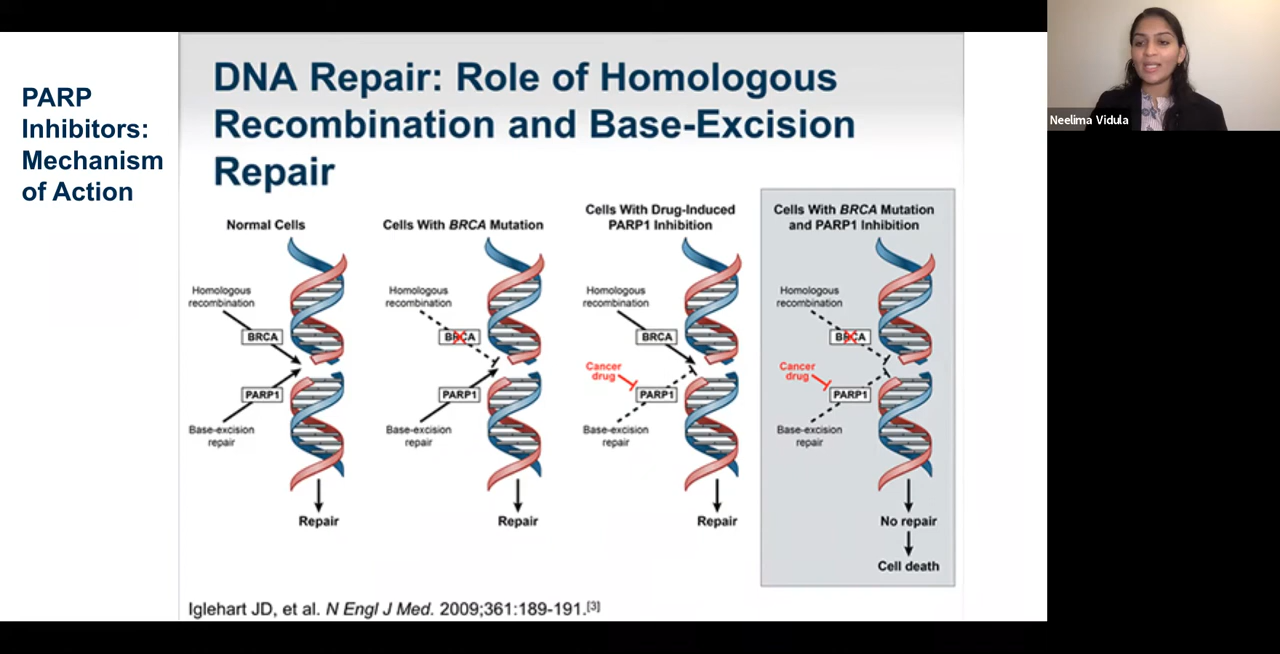 PARP
Inhibitors:
Mechanism
of Action
DNA Repair: Role of Homologous
Recombination and Base-Excision
Repair
Normal Cells
Homologous
recombination
BRCA
PARP1
Base-excision
repair
Repair
Cells With BRCA Mutation
Homologous
recombination
BRCA
PARP1
Base-excision
repair
Repair
Cells With Drug-Induced
PARP1 Inhibition
Homologous
recombination
BRCA
Cancer
drug
PARP1
Base-excision
repair
Repair
Cells With BRCA Mutation
and PARP1 Inhibition
Homologous
recombination
BRCA
Cancer
drug
PARP1
Base-excision
repair
No repair
Cell death
Iglehart JD, et al. N Engl J Med. 2009;361:189-191.[3]
Neelima Vidula